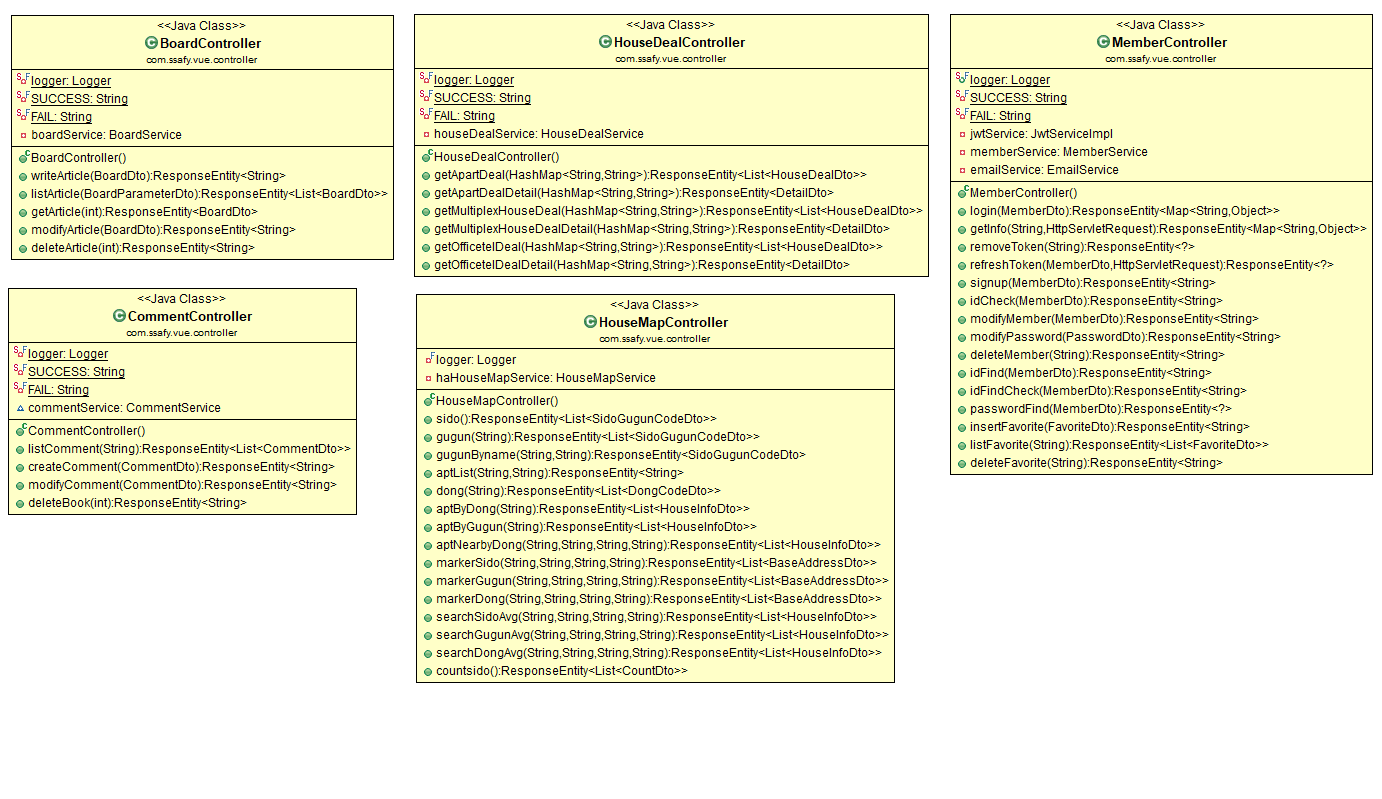 <<Java Class>>
BoardController
com.ssafy.vue.controller
logger: Logger
SUCCESS: String
FAIL: String
boardService: BoardService
BoardController()
writeArticle(BoardDto):ResponseEntity<String>
listArticle(BoardParameterDto):ResponseEntity<List<BoardDto>>
getArticle(int):ResponseEntity<BoardDto>
modifyArticle(BoardDto):ResponseEntity<String>
deleteArticle(int):ResponseEntity<String>
<<Java Class>>
HouseDealController
com.ssafy.vue.controller
logger: Logger
SUCCESS: String
FAIL: String
houseDealService: HouseDealService
HouseDealController()
getApartDeal(HashMap<String,String>):ResponseEntity<List<HouseDealDto>>
getApartDealDetail(HashMap<String,String>):ResponseEntity<DetailDto>
getMultiplexHouseDeal(HashMap<String,String>):ResponseEntity<List<HouseDealDto>>
getMultiplexHouseDealDetail(HashMap<String,String>):ResponseEntity<DetailDto>
getOfficetelDeal(HashMap<String,String>):ResponseEntity<List<HouseDealDto>>
getOfficetelDealDetail(HashMap<String,String>):ResponseEntity<DetailDto>
<<Java Class>>
MemberController
com.ssafy.vue.controller
logger: Logger
SUCCESS: String
FAIL: String
jwtService: JwtServiceImpl
memberService: MemberService
emailService: EmailService
MemberController()
login(MemberDto):ResponseEntity<Map<String,Object>>
getInfo(String,HttpServletRequest):ResponseEntity<Map<String,Object>>
removeToken(String):ResponseEntity<?>
refreshToken(MemberDto,HttpServletRequest):ResponseEntity<?>
signup(MemberDto):ResponseEntity<String>
idCheck(MemberDto):ResponseEntity<String>
modifyMember(MemberDto):ResponseEntity<String>
modifyPassword(PasswordDto):ResponseEntity<String>
deleteMember(String):ResponseEntity<String>
idFind(MemberDto):ResponseEntity<String>
idFindCheck(MemberDto):ResponseEntity<String>
passwordFind(MemberDto):ResponseEntity<?>
insertFavorite(FavoriteDto):ResponseEntity<String>
listFavorite(String):ResponseEntity<List<FavoriteDto>>
deleteFavorite(String):ResponseEntity<String>
<<Java Class>>
CommentController
com.ssafy.vue.controller
logger: Logger
SUCCESS: String
FAIL: String
commentService: CommentService
CommentController()
listComment(String):ResponseEntity<List<CommentDto>>
createComment(CommentDto):ResponseEntity<String>
modifyComment(CommentDto):ResponseEntity<String>
deleteBook(int):ResponseEntity<String>
<<Java Class>>
HouseMapController
com.ssafy.vue.controller
logger: Logger
haHouseMapService: HouseMapService
HouseMapController()
sido():ResponseEntity<List<SidoGugunCodeDto>>
gugun(String):ResponseEntity<List<SidoGugunCodeDto>>
gugunByname(String,String):ResponseEntity<SidoGugunCodeDto>
aptList(String,String):ResponseEntity<String>
dong(String):ResponseEntity<List<DongCodeDto>>
aptByDong(String):ResponseEntity<List<HouseInfoDto>>
aptByGugun(String):ResponseEntity<List<HouseInfoDto>>
aptNearbyDong(String,String,String,String):ResponseEntity<List<HouseInfoDto>>
markerSido(String,String,String,String):ResponseEntity<List<BaseAddressDto>>
markerGugun(String,String,String,String):ResponseEntity<List<BaseAddressDto>>
markerDong(String,String,String,String):ResponseEntity<List<BaseAddressDto>>
searchSidoAvg(String,String,String,String):ResponseEntity<List<HouseInfoDto>>
searchGugunAvg(String,String,String,String):ResponseEntity<List<HouseInfoDto>>
searchDongAvg(String,String,String,String):ResponseEntity<List<HouseInfoDto>>
countsido():ResponseEntity<List<CountDto>>